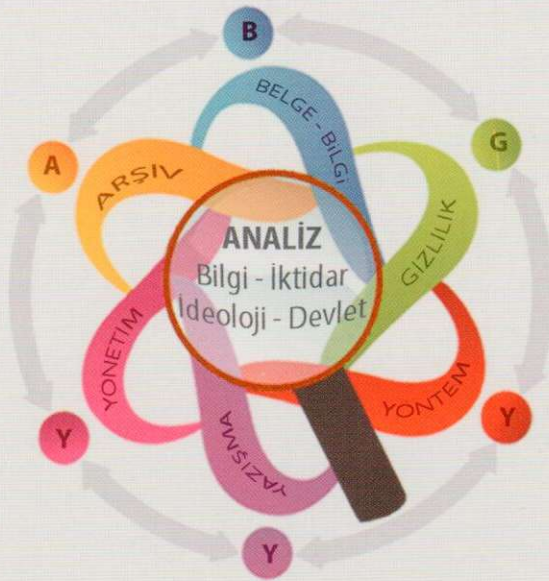 B
BELGE - BİLGİ
G
GİZLİLİK
Y
YÖNTEM
Y
YAZIŞMA
Y
YÖNETİM
A
ARŞİV
ANALİZ
Bilgi - İktidar
İdeoloji - Devlet